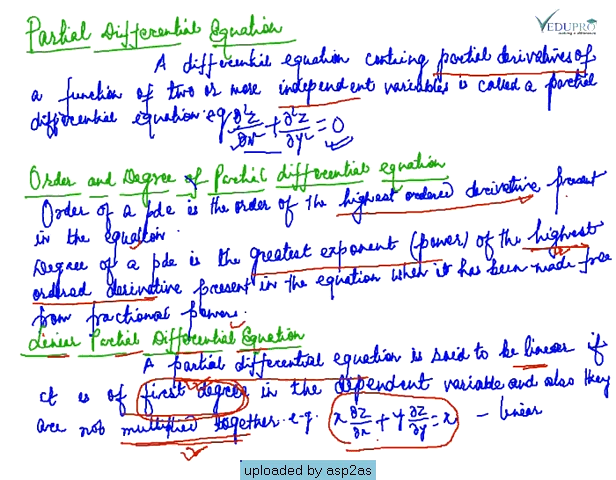 Partial Differential Equation
VEDUPRO
A differential equation containg partial derivatives of
a function of two or more independent variables is called a partial
differential equation. e.g. ∂²z/∂x² + ∂²z/∂y² = 0
Order and Degree of Partial differential equation
Order of a pde is the order of the highest ordered derivative present
in the equation.
Degree of a pde is the greatest exponent (power) of the highest
ordered derivative present in the equation when it has been made free
from fractional powers.
Linear Partial Differential Equation
A partial differential equation is said to be linear if
it is of first degree in the dependent variable and also they
are not multiplied together. e.g. x ∂z/∂x + y ∂z/∂y = x – linear
uploaded by asp2as